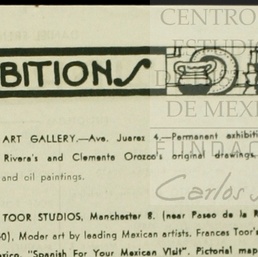 CENTRO
ESTUDI
DE MEXI
FUNDAC
Carlos S
BITIONS
ART GALLERY.—Ave. Juarez 4.—Permanent exhibiti
Rivera's and Clemente Orozco's original drawings,
and oil paintings.
TOOR STUDIOS, Manchester 8. (near Paseo de la R
0). Moder art by leading Mexican artists. Frances Toor's
xico, "Spanish For Your Mexican Visit". Pictorial map